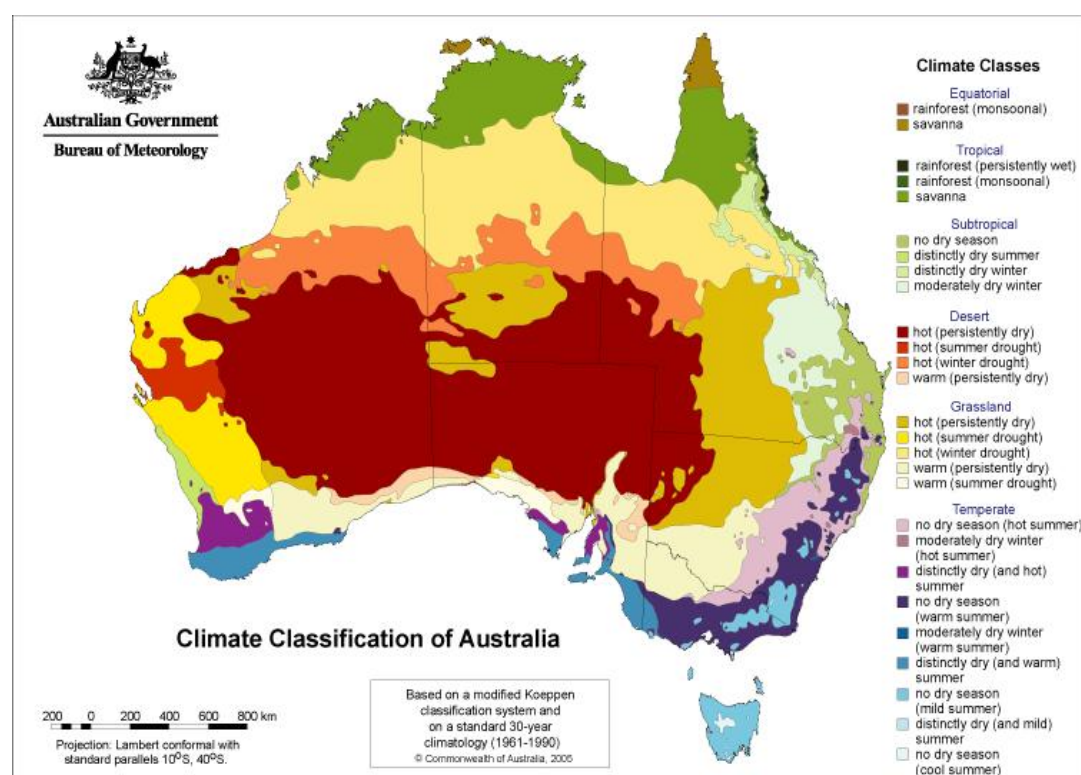 Australian Government
Bureau of Meteorology
Climate Classes
Equatorial
rainforest (monsoonal)
savanna
Tropical
rainforest (persistently wet)
rainforest (monsoonal)
savanna
Subtropical
no dry season
distinctly dry summer
distinctly dry winter
moderately dry winter
Desert
hot (persistently dry)
hot (summer drought)
hot (winter drought)
warm (persistently dry)
Grassland
hot (persistently dry)
hot (summer drought)
hot (winter drought)
warm (persistently dry)
warm (summer drought)
Temperate
no dry season (hot summer)
moderately dry winter
(hot summer)
distinctly dry (and hot)
summer
no dry season
(warm summer)
moderately dry winter
(warm summer)
distinctly dry (and warm)
summer
no dry season
(mild summer)
distinctly dry (and mild)
summer
no dry season
(cool summer)
Climate Classification of Australia
Based on a modified Koeppen
classification system and
on a standard 30-year
climatology (1961-1990)
© Commonwealth of Australia, 2005
200 0 200 400 600 800 km
Projection: Lambert conformal with
standard parallels 10°S, 40°S.